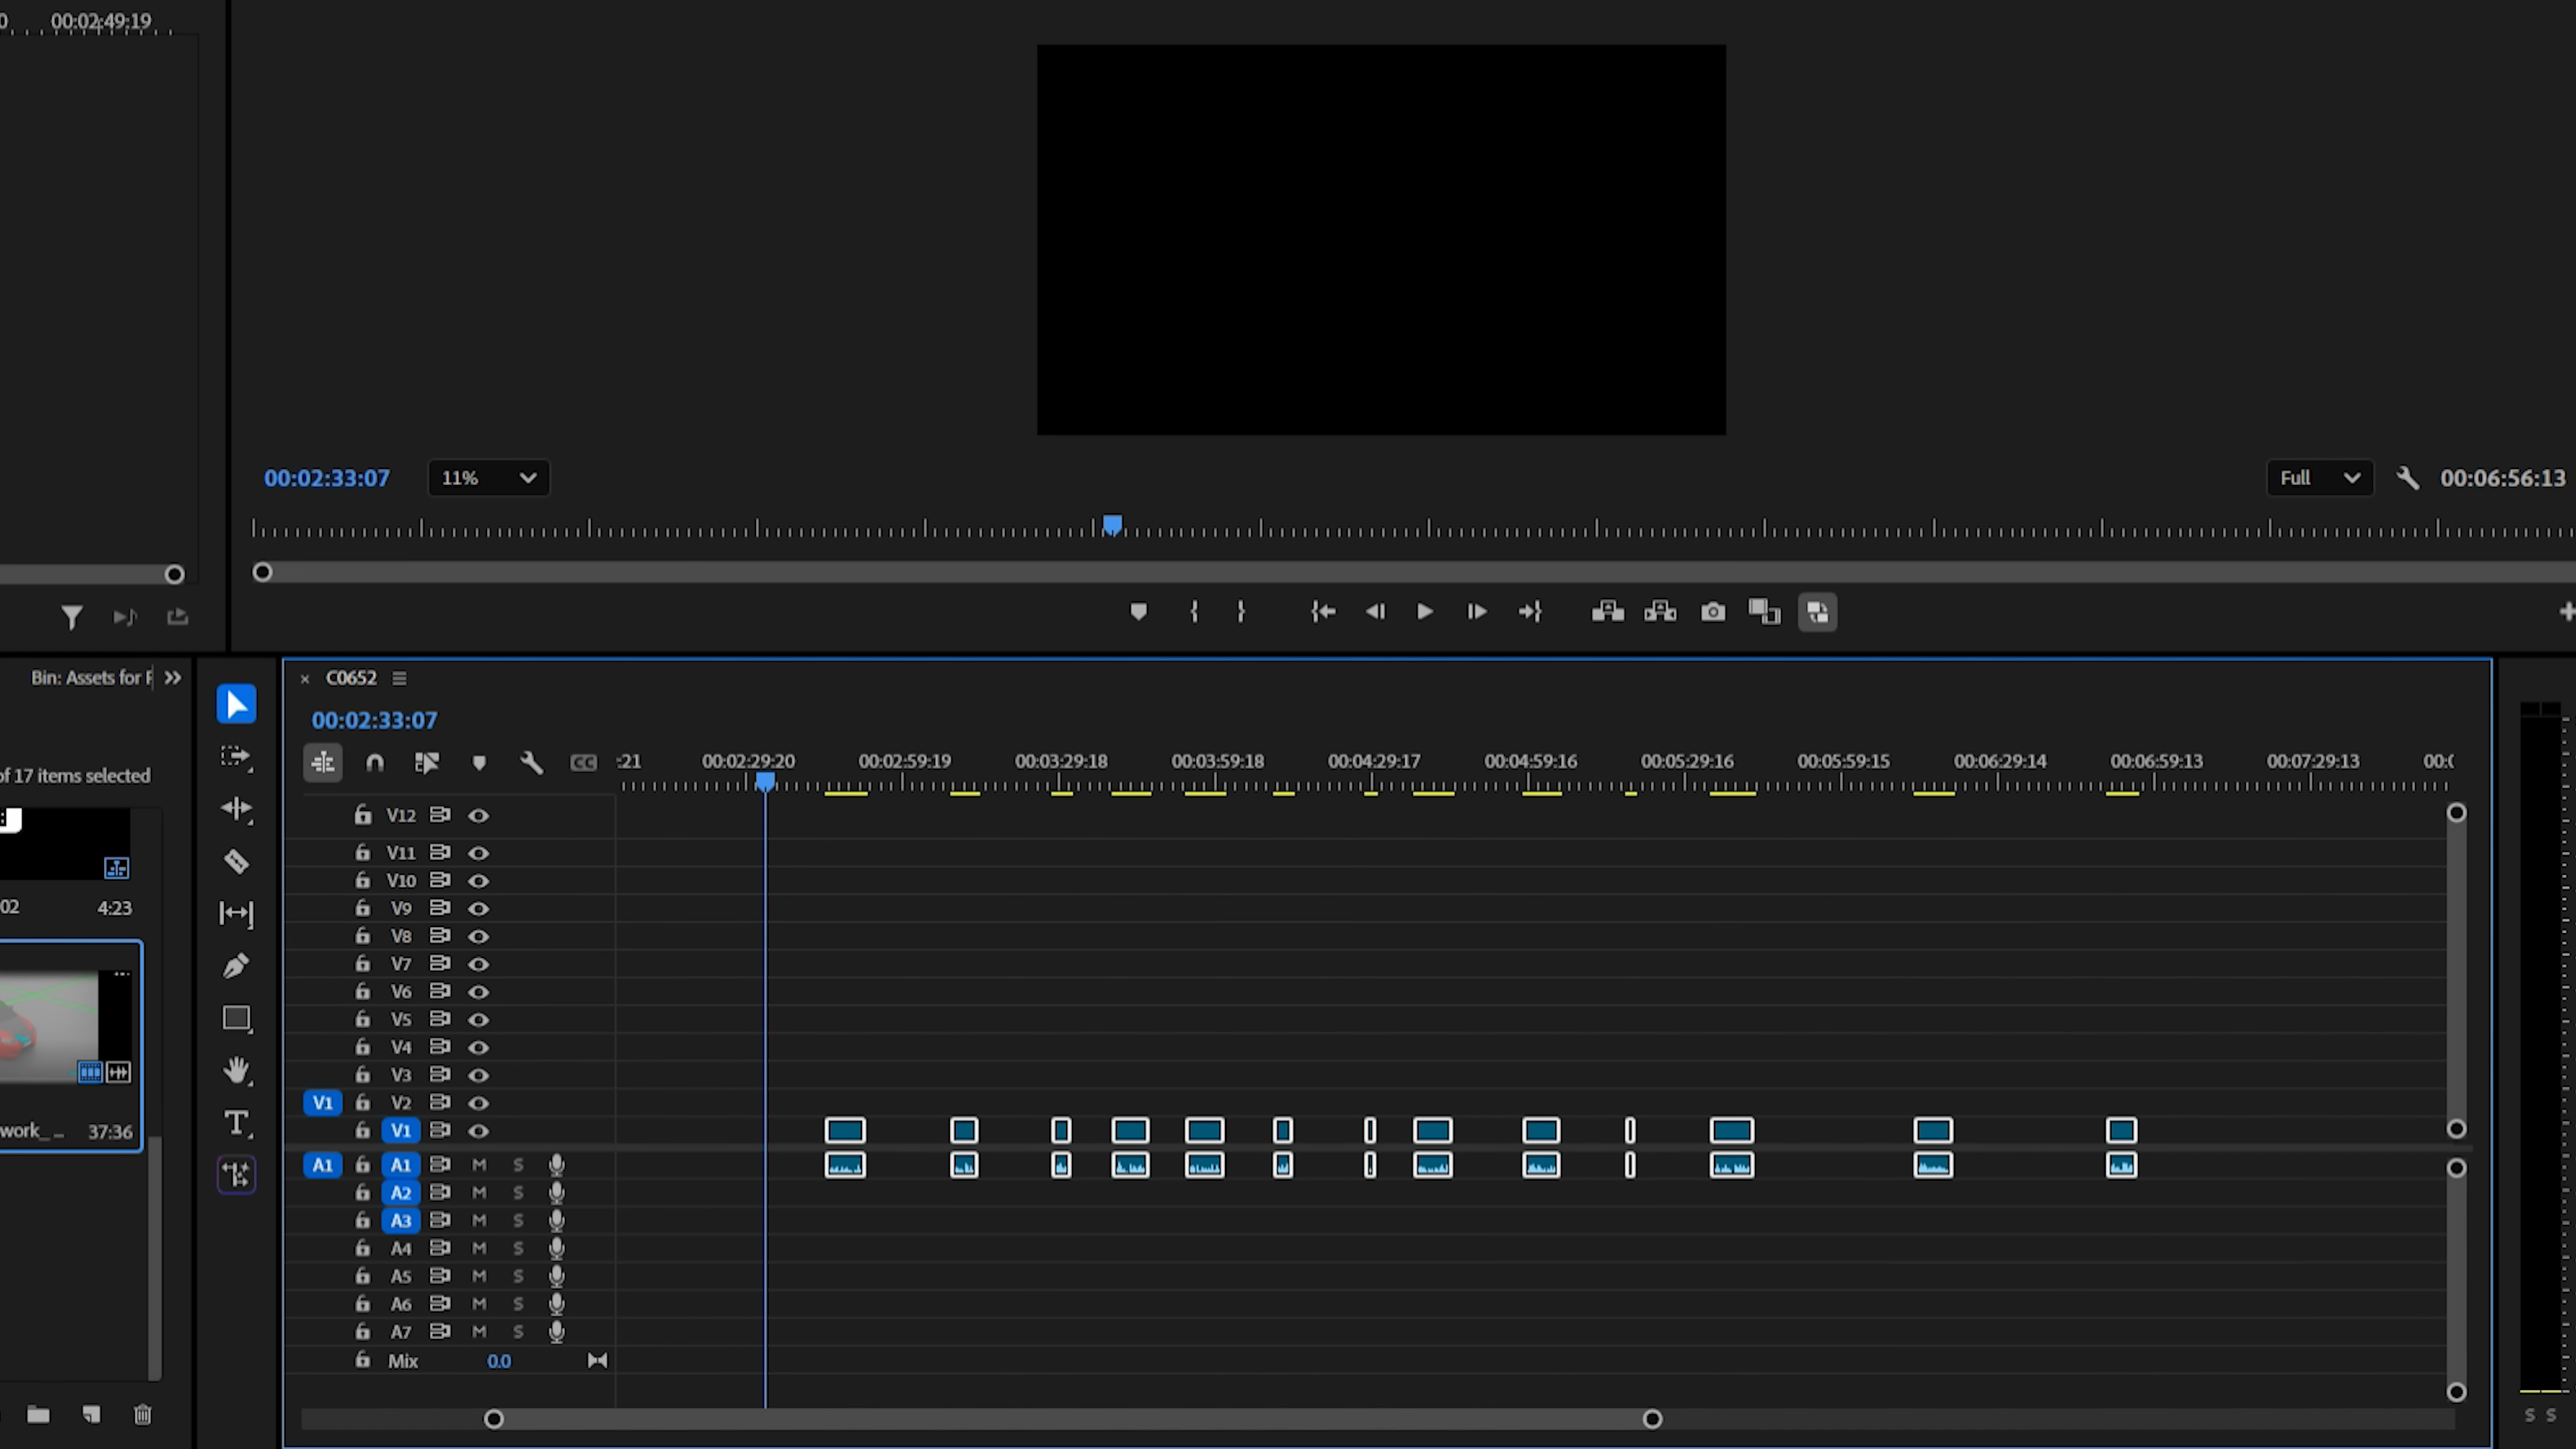 00:02:49:19
00:02:33:07
11%
Full
00:06:56:13
Bin: Assets for
C0652
00:02:33:07
of 17 items selected
:21
00:02:29:20
00:02:59:19
00:03:29:18
00:03:59:18
00:04:29:17
00:04:59:16
00:05:29:16
00:05:59:15
00:06:29:14
00:06:59:13
00:07:29:13
00:0
CC
V12
V11
V10
V9
V8
V7
V6
V5
V4
V3
V1 V2
V1
A1 A1 M S
A2 M S
A3 M S
A4 M S
A5 M S
A6 M S
A7 M S
Mix 0.0
02
4:23
work_...
37:36
T
S S